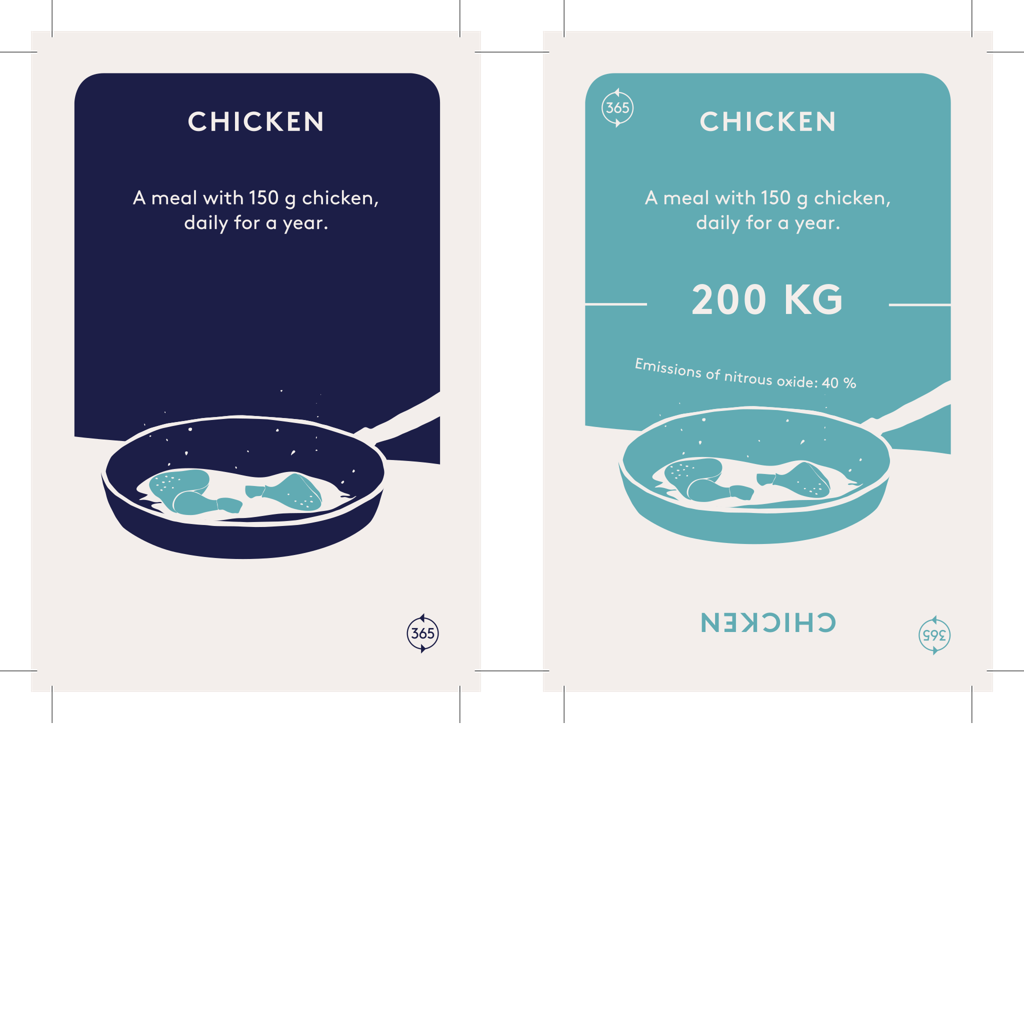 CHICKEN
A meal with 150 g chicken,
daily for a year.
365
365
CHICKEN
A meal with 150 g chicken,
daily for a year.
200 KG
Emissions of nitrous oxide: 40 %
CHICKEN
365